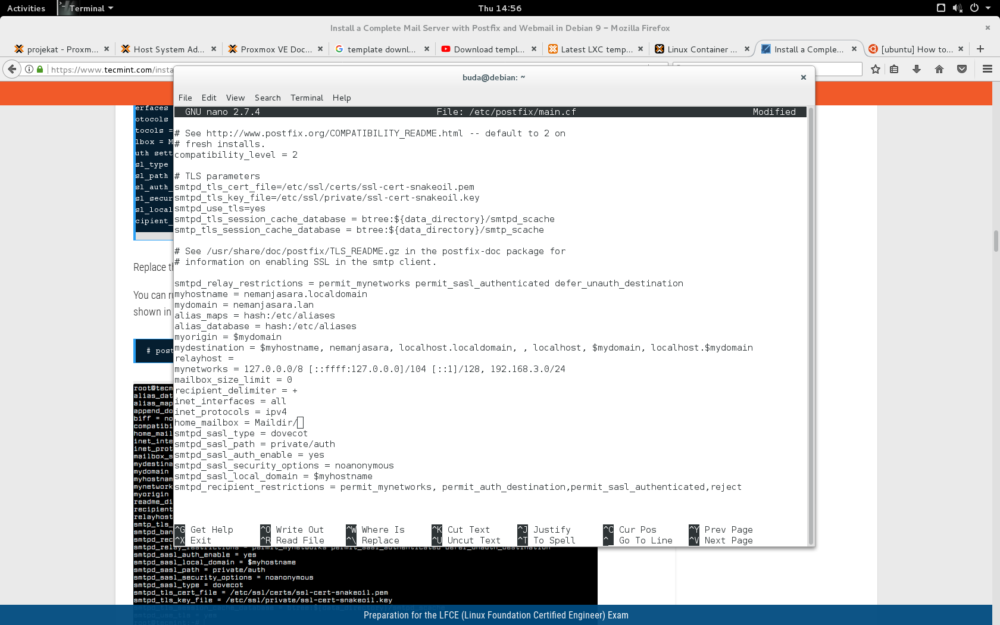 Activities
Terminal
Thu 14:56
Install a Complete Mail Server with Postfix and Webmail in Debian 9 – Mozilla Firefox
projekat - Proxm...
Host System Ad...
Proxmox VE Doc...
template downl...
Download templ...
Latest LXC temp...
Linux Container ...
Install a Comple...
[ubuntu] How to...
https://www.tecmint.com/insta
buda@debian: ~
File Edit View Search Terminal Help
GNU nano 2.7.4 File: /etc/postfix/main.cf Modified
# See http://www.postfix.org/COMPATIBILITY_README.html -- default to 2 on
# fresh installs.
compatibility_level = 2
# TLS parameters
smtpd_tls_cert_file=/etc/ssl/certs/ssl-cert-snakeoil.pem
smtpd_tls_key_file=/etc/ssl/private/ssl-cert-snakeoil.key
smtpd_use_tls=yes
smtpd_tls_session_cache_database = btree:${data_directory}/smtpd_scache
smtp_tls_session_cache_database = btree:${data_directory}/smtp_scache
# See /usr/share/doc/postfix/TLS_README.gz in the postfix-doc package for
# information on enabling SSL in the smtp client.
smtpd_relay_restrictions = permit_mynetworks permit_sasl_authenticated defer_unauth_destination
myhostname = nemanjasara.localdomain
mydomain = nemanjasara.lan
alias_maps = hash:/etc/aliases
alias_database = hash:/etc/aliases
myorigin = $mydomain
mydestination = $myhostname, nemanjasara, localhost.localdomain, , localhost, $mydomain, localhost.$mydomain
relayhost =
mynetworks = 127.0.0.0/8 [::ffff:127.0.0.0]/104 [::1]/128, 192.168.3.0/24
mailbox_size_limit = 0
recipient_delimiter = +
inet_interfaces = all
inet_protocols = ipv4
home_mailbox = Maildir/
smtpd_sasl_type = dovecot
smtpd_sasl_path = private/auth
smtpd_sasl_auth_enable = yes
smtpd_sasl_security_options = noanonymous
smtpd_sasl_local_domain = $myhostname
smtpd_recipient_restrictions = permit_mynetworks, permit_auth_destination,permit_sasl_authenticated,reject
^G Get Help ^O Write Out ^W Where Is ^K Cut Text ^J Justify ^C Cur Pos ^Y Prev Page
^X Exit ^R Read File ^\ Replace ^U Uncut Text ^T To Spell ^_ Go To Line ^V Next Page
erfaces
otocols
tocols =
lbox = M
uth sett
sl_type
sl_path
sl_auth_
sl_secur
sl_local
cipient_
Replace th
You can ru
shown in
# post
root@tecm
alias_dat
alias_map
append_do
biff = no
compatibi
home_mail
inet_inte
inet_prot
mailbox_s
mydestina
mydomain
myhostnam
mynetwork
myorigin
readme_di
recipient
relayhost
smtp_tls_
smtpd_ban
smtpd_rec
smtpd_relay_restrictions = permit_mynetworks permit_sasl_authenticated defer_unauth_destination
smtpd_sasl_auth_enable = yes
smtpd_sasl_local_domain = $myhostname
smtpd_sasl_path = private/auth
smtpd_sasl_security_options = noanonymous
smtpd_sasl_type = dovecot
smtpd_tls_cert_file = /etc/ssl/certs/ssl-cert-snakeoil.pem
smtpd_tls_key_file = /etc/ssl/private/ssl-cert-snakeoil.key
Preparation for the LFCE (Linux Foundation Certified Engineer) Exam